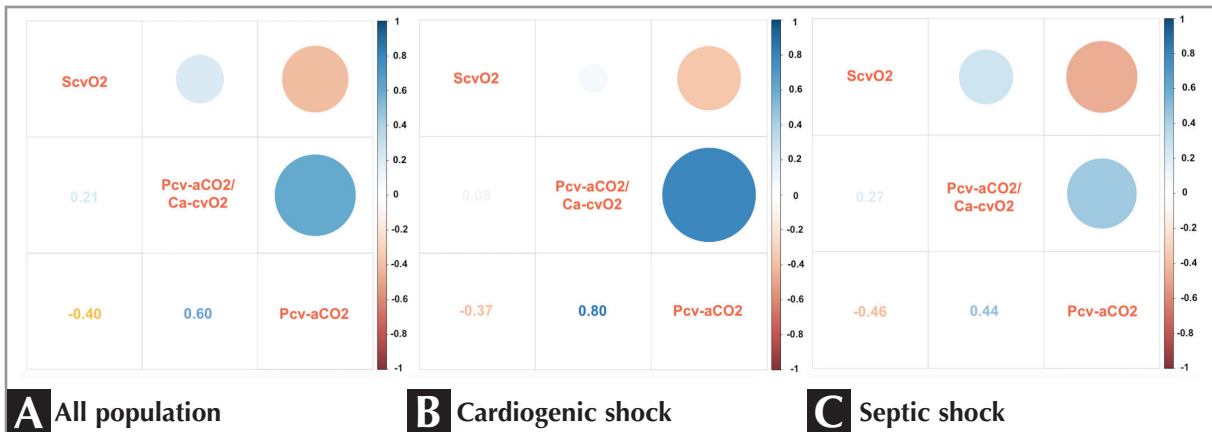 ScvO2
0.21
Pcv-aCO2/
Ca-cvO2
-0.40
0.60
Pcv-aCO2
1
0.8
0.6
0.4
0.2
0
-0.2
-0.4
-0.6
-0.8
-1
A All population
ScvO2
0.08
Pcv-aCO2/
Ca-cvO2
-0.37
0.80
Pcv-aCO2
1
0.8
0.6
0.4
0.2
0
-0.2
-0.4
-0.6
-0.8
-1
B Cardiogenic shock
ScvO2
0.27
Pcv-aCO2/
Ca-cvO2
-0.46
0.44
Pcv-aCO2
1
0.8
0.6
0.4
0.2
0
-0.2
-0.4
-0.6
-0.8
-1
C Septic shock